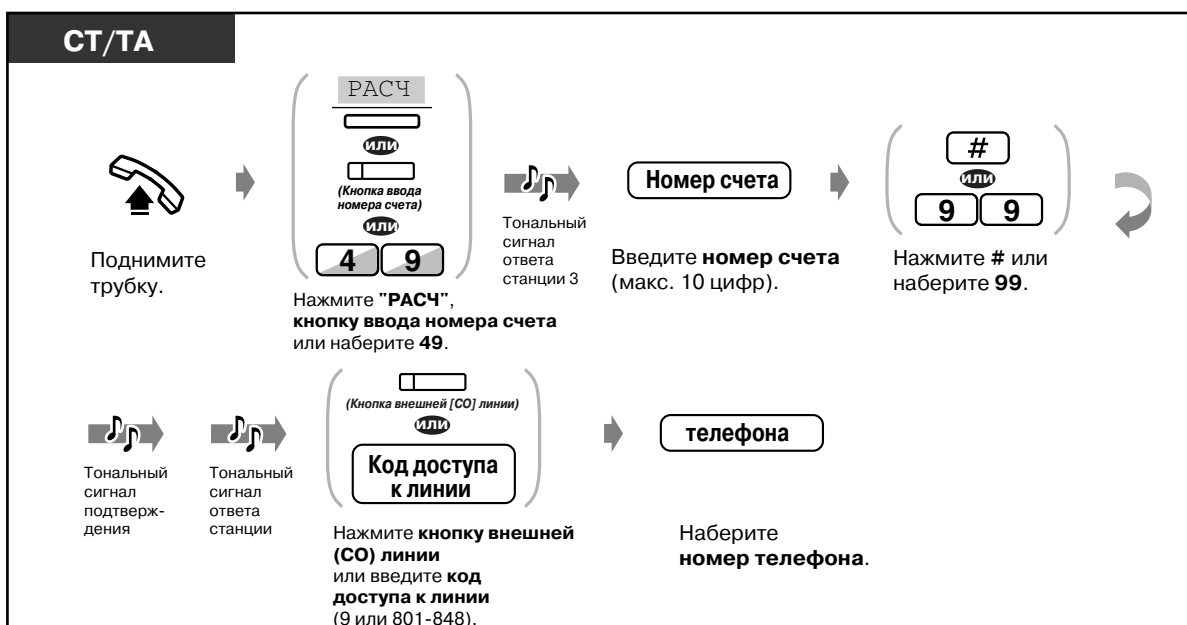 СТ/ТА
РАСЧ
или
(Кнопка ввода
номера счета)
или
4 9
Поднимите
трубку.
Нажмите "РАСЧ",
кнопку ввода номера счета
или наберите 49.
Тональный
сигнал
ответа
станции 3
Номер счета
Введите номер счета
(макс. 10 цифр).
#
или
9 9
Нажмите # или
наберите 99.
Тональный
сигнал
подтверж-
дения
Тональный
сигнал
ответа
станции
(Кнопка внешней [CO] линии)
или
Код доступа
к линии
Нажмите кнопку внешней
(CO) линии
или введите код
доступа к линии
(9 или 801-848).
телефона
Наберите
номер телефона.